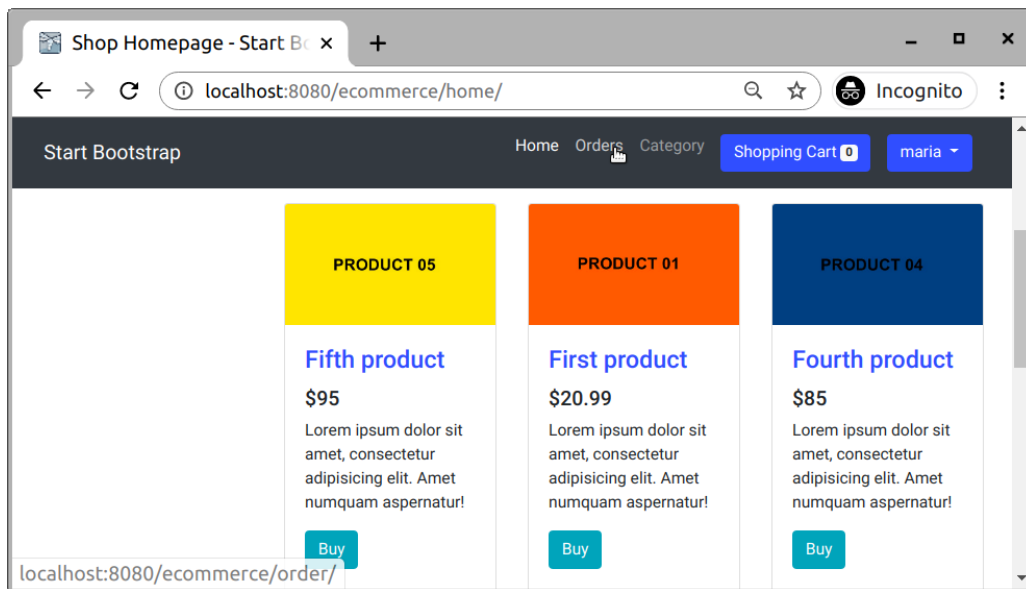 Shop Homepage - Start Bo
localhost:8080/ecommerce/home/
Incognito
Start Bootstrap
Home Orders Category Shopping Cart 0 maria
PRODUCT 05
PRODUCT 01
PRODUCT 04
Fifth product
$95
Lorem ipsum dolor sit
amet, consectetur
adipisicing elit. Amet
numquam aspernatur!
Buy
First product
$20.99
Lorem ipsum dolor sit
amet, consectetur
adipisicing elit. Amet
numquam aspernatur!
Buy
Fourth product
$85
Lorem ipsum dolor sit
amet, consectetur
adipisicing elit. Amet
numquam aspernatur!
Buy
localhost:8080/ecommerce/order/